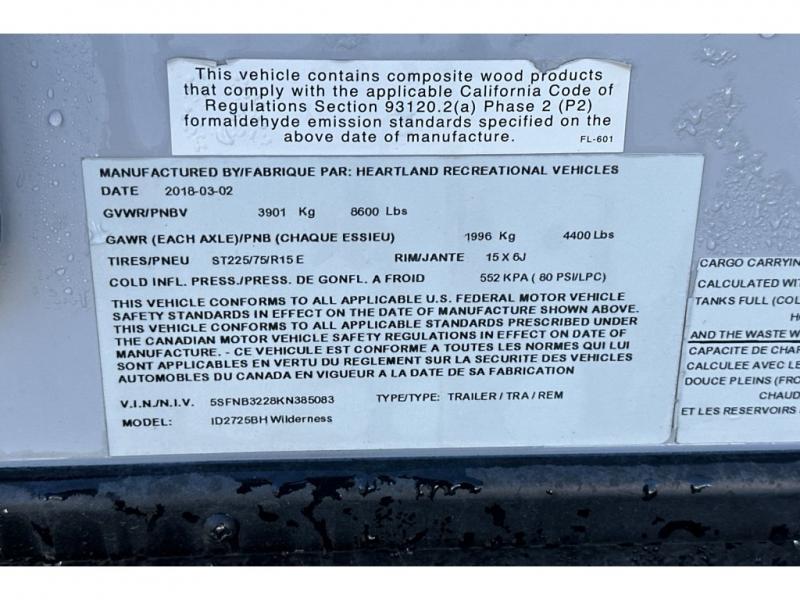 This vehicle contains composite wood products
that comply with the applicable California Code of
Regulations Section 93120.2(a) Phase 2 (P2)
formaldehyde emission standards specified on the
above date of manufacture.
FL-601
MANUFACTURED BY/FABRIQUE PAR: HEARTLAND RECREATIONAL VEHICLES
DATE 2018-03-02
GVWR/PNBV 3901 Kg 8600 Lbs
GAWR (EACH AXLE)/PNB (CHAQUE ESSIEU) 1996 Kg 4400 Lbs
TIRES/PNEU ST225/75/R15 E RIM/JANTE 15 X 6J
COLD INFL. PRESS./PRESS. DE GONFL. A FROID 552 KPA ( 80 PSI/LPC)
THIS VEHICLE CONFORMS TO ALL APPLICABLE U.S. FEDERAL MOTOR VEHICLE
SAFETY STANDARDS IN EFFECT ON THE DATE OF MANUFACTURE SHOWN ABOVE.
THIS VEHICLE CONFORMS TO ALL APPLICABLE STANDARDS PRESCRIBED UNDER
THE CANADIAN MOTOR VEHICLE SAFETY REGULATIONS IN EFFECT ON DATE OF
MANUFACTURE. - CE VEHICULE EST CONFORME A TOUTES LES NORMES QUI LUI
SONT APPLICABLES EN VERTU DU REGLEMENT SUR LA SECURITE DES VEHICLES
AUTOMOBILES DU CANADA EN VIGUEUR A LA DATE DE SA FABRICATION
V.I.N./N.I.V. 5SFNB3228KN385083 TYPE/TYPE: TRAILER / TRA / REM
MODEL: ID2725BH Wilderness
CARGO CARRYIN
CALCULATED WIT
TANKS FULL (COL
HO
AND THE WASTE W
CAPACITE DE CHAR
CALCULEE AVEC LE
DOUCE PLEINS (FRO
CHAUD
ET LES RESERVOIRS